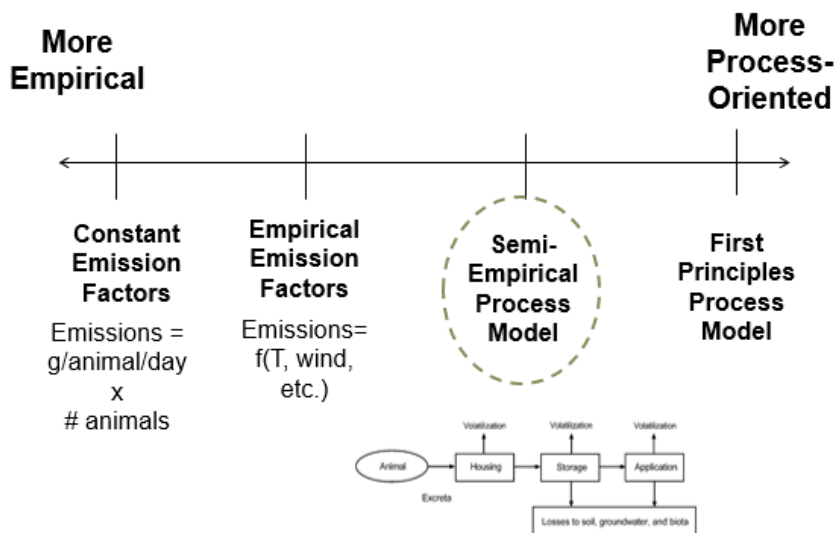 More
Empirical
More
Process-
Oriented
Constant
Emission
Factors
Emissions =
g/animal/day
x
# animals
Empirical
Emission
Factors
Emissions=
f(T, wind,
etc.)
Semi-
Empirical
Process
Model
First
Principles
Process
Model
Volatilization
Volatilization
Volatilization
Animal
Housing
Storage
Application
Excreta
Losses to soil, groundwater, and biota